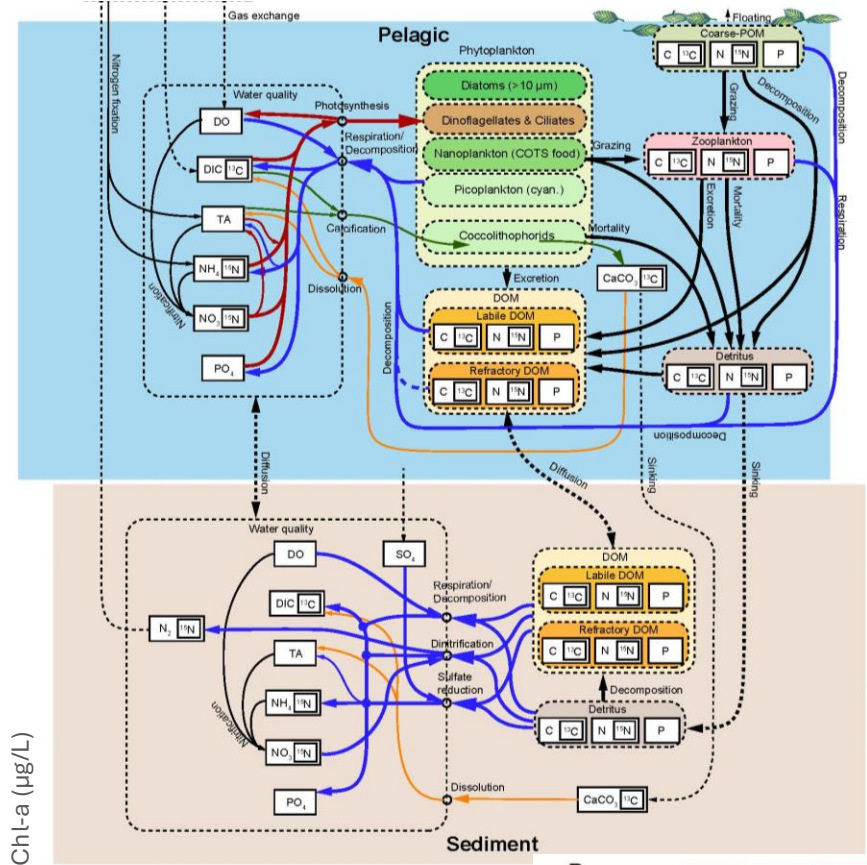 Gas exchange
Floating
Pelagic
Coarse-POM
C 13C N 15N P
Phytoplankton
Nitrogen fixation
Water quality
Diatoms (>10 µm)
Grazing
Decomposition
Decomposition
Photosynthesis
DO
Dinoflagellates & Ciliates
Respiration/
Decomposition
Nanoplankton (COTS food)
Grazing
Zooplankton
C 13C N 15N P
DIC 13C
Picoplankton (cyan.)
Excretion
Mortality
Respiration
TA
Calcification
Coccolithophorids
Mortality
NH4 15N
Dissolution
Excretion
CaCO3 13C
Nitrification
NO3 15N
DOM
Labile DOM
C 13C N 15N P
Decomposition
PO4
Refractory DOM
C 13C N 15N P
Detritus
C 13C N 15N P
Decomposition
Diffusion
Diffusion
Sinking
Sinking
Water quality
DO
SO4
DOM
Labile DOM
C 13C N 15N P
Respiration/
Decomposition
DIC 13C
N2 15N
Dinitrification
Refractory DOM
C 13C N 15N P
TA
Sulfate
reduction
Decomposition
NH4 15N
Detritus
C 13C N 15N P
Nitrification
NO3 15N
Dissolution
PO4
CaCO3 13C
Sediment
Chl-a (µg/L)